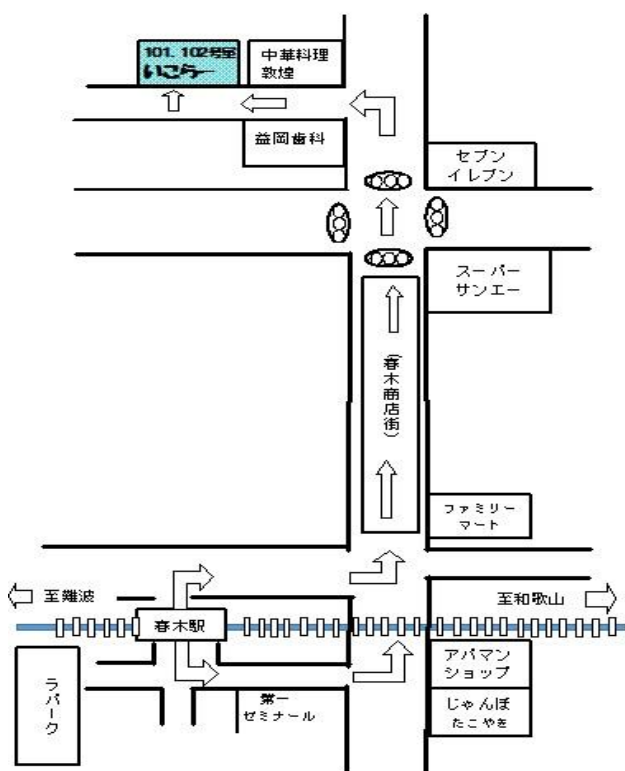 101.102号室
いこらー
中華料理
敦煌
益岡歯科
セブン
イレブン
スーパー
サンエー
(春木商店街)
ファミリー
マート
至難波
至和歌山
春木駅
ラパーク
第一
ゼミナール
アパマン
ショップ
じゃんぼ
たこやき